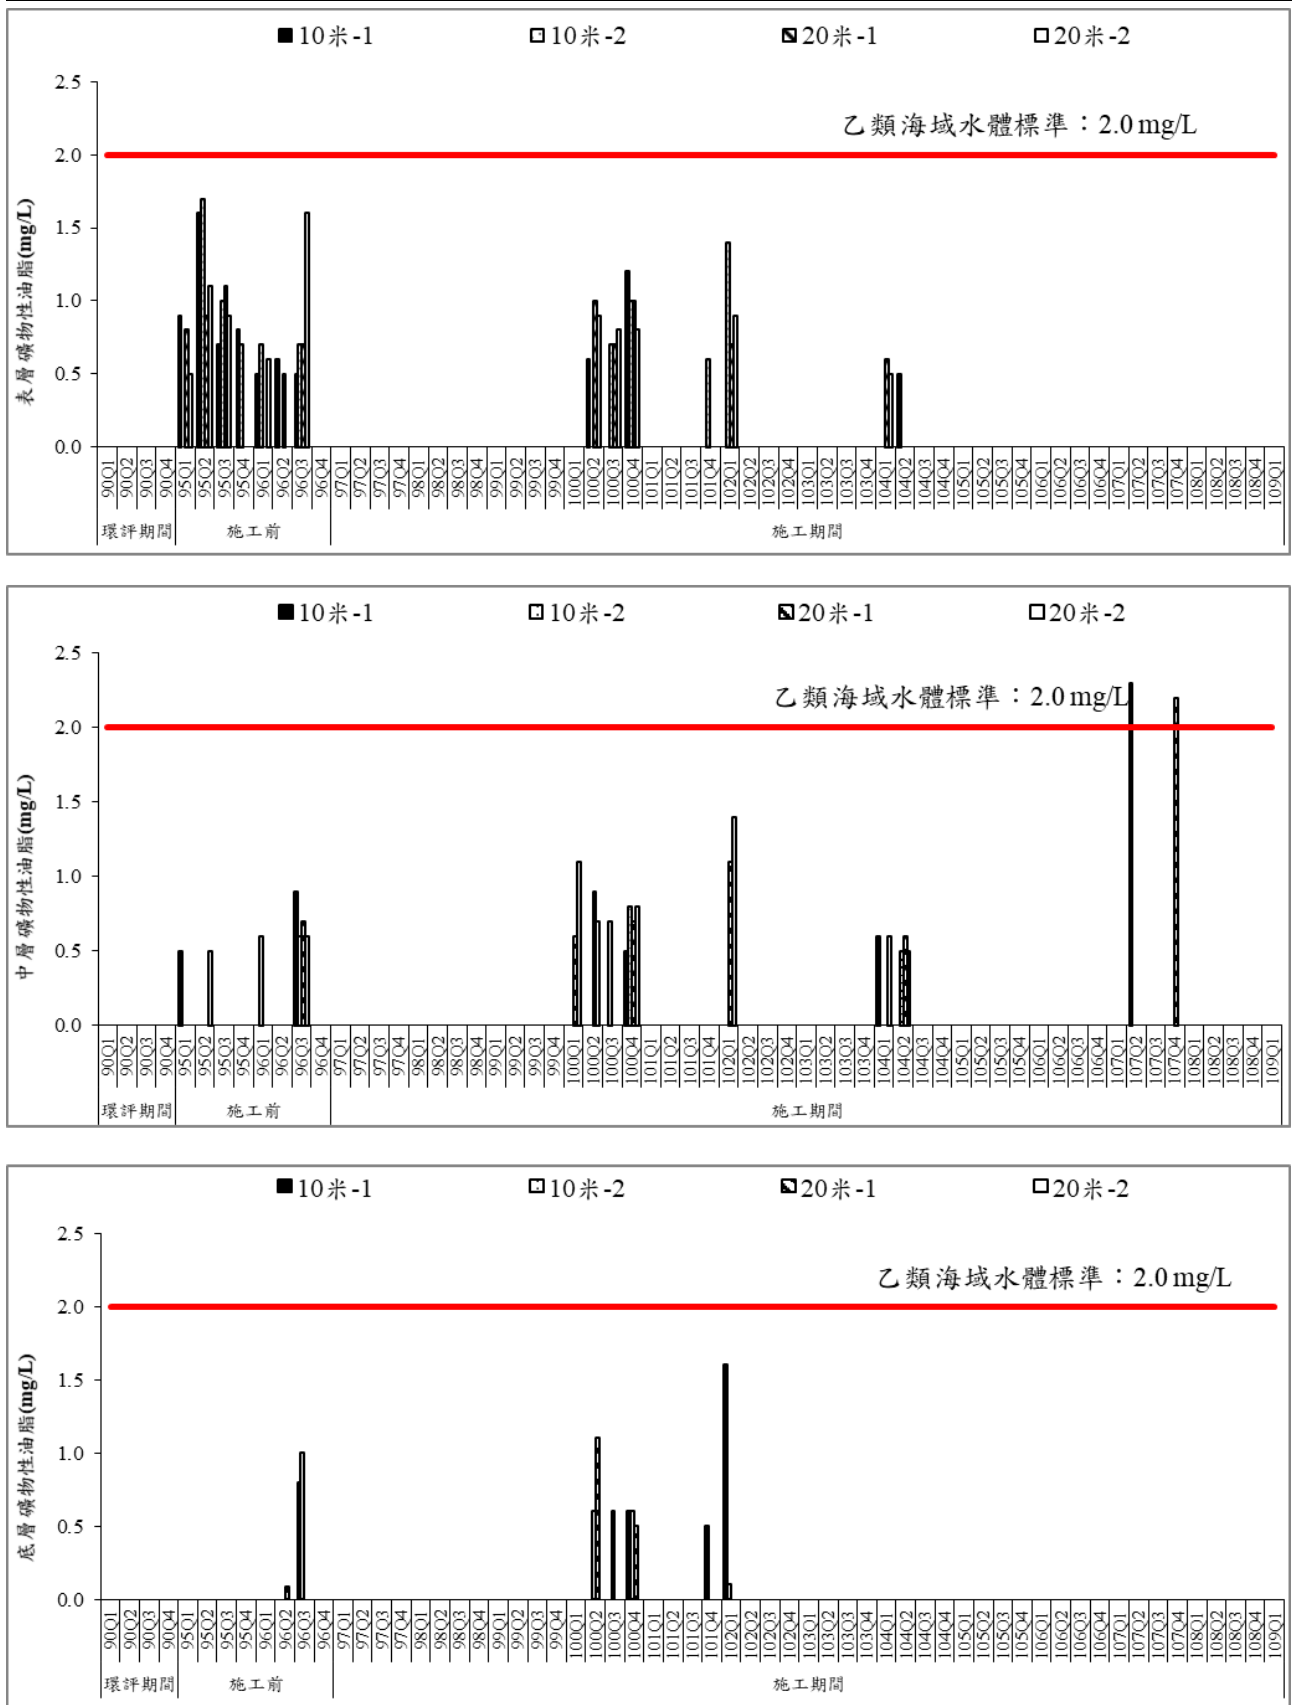 ■10米-1 10米-2 20米-1 20米-2
乙類海域水體標準：2.0 mg/L
表層礦物性油脂(mg/L)
2.5
2.0
1.5
1.0
0.5
0.0
90Q1 90Q2 90Q3 90Q4 95Q1 95Q2 95Q3 95Q4 96Q1 96Q2 96Q3 96Q4 97Q1 97Q2 97Q3 97Q4 98Q1 98Q2 98Q3 98Q4 99Q1 99Q2 99Q3 99Q4 100Q1 100Q2 100Q3 100Q4 101Q1 101Q2 101Q3 101Q4 102Q1 102Q2 102Q3 102Q4 103Q1 103Q2 103Q3 103Q4 104Q1 104Q2 104Q3 104Q4 105Q1 105Q2 105Q3 105Q4 106Q1 106Q2 106Q3 106Q4 107Q1 107Q2 107Q3 107Q4 108Q1 108Q2 108Q3 108Q4 109Q1
環評期間 施工前 施工期間
■10米-1 10米-2 20米-1 20米-2
乙類海域水體標準：2.0 mg/L
中層礦物性油脂(mg/L)
2.5
2.0
1.5
1.0
0.5
0.0
90Q1 90Q2 90Q3 90Q4 95Q1 95Q2 95Q3 95Q4 96Q1 96Q2 96Q3 96Q4 97Q1 97Q2 97Q3 97Q4 98Q1 98Q2 98Q3 98Q4 99Q1 99Q2 99Q3 99Q4 100Q1 100Q2 100Q3 100Q4 101Q1 101Q2 101Q3 101Q4 102Q1 102Q2 102Q3 102Q4 103Q1 103Q2 103Q3 103Q4 104Q1 104Q2 104Q3 104Q4 105Q1 105Q2 105Q3 105Q4 106Q1 106Q2 106Q3 106Q4 107Q1 107Q2 107Q3 107Q4 108Q1 108Q2 108Q3 108Q4 109Q1
環評期間 施工前 施工期間
■10米-1 10米-2 20米-1 20米-2
乙類海域水體標準：2.0 mg/L
底層礦物性油脂(mg/L)
2.5
2.0
1.5
1.0
0.5
0.0
90Q1 90Q2 90Q3 90Q4 95Q1 95Q2 95Q3 95Q4 96Q1 96Q2 96Q3 96Q4 97Q1 97Q2 97Q3 97Q4 98Q1 98Q2 98Q3 98Q4 99Q1 99Q2 99Q3 99Q4 100Q1 100Q2 100Q3 100Q4 101Q1 101Q2 101Q3 101Q4 102Q1 102Q2 102Q3 102Q4 103Q1 103Q2 103Q3 103Q4 104Q1 104Q2 104Q3 104Q4 105Q1 105Q2 105Q3 105Q4 106Q1 106Q2 106Q3 106Q4 107Q1 107Q2 107Q3 107Q4 108Q1 108Q2 108Q3 108Q4 109Q1
環評期間 施工前 施工期間